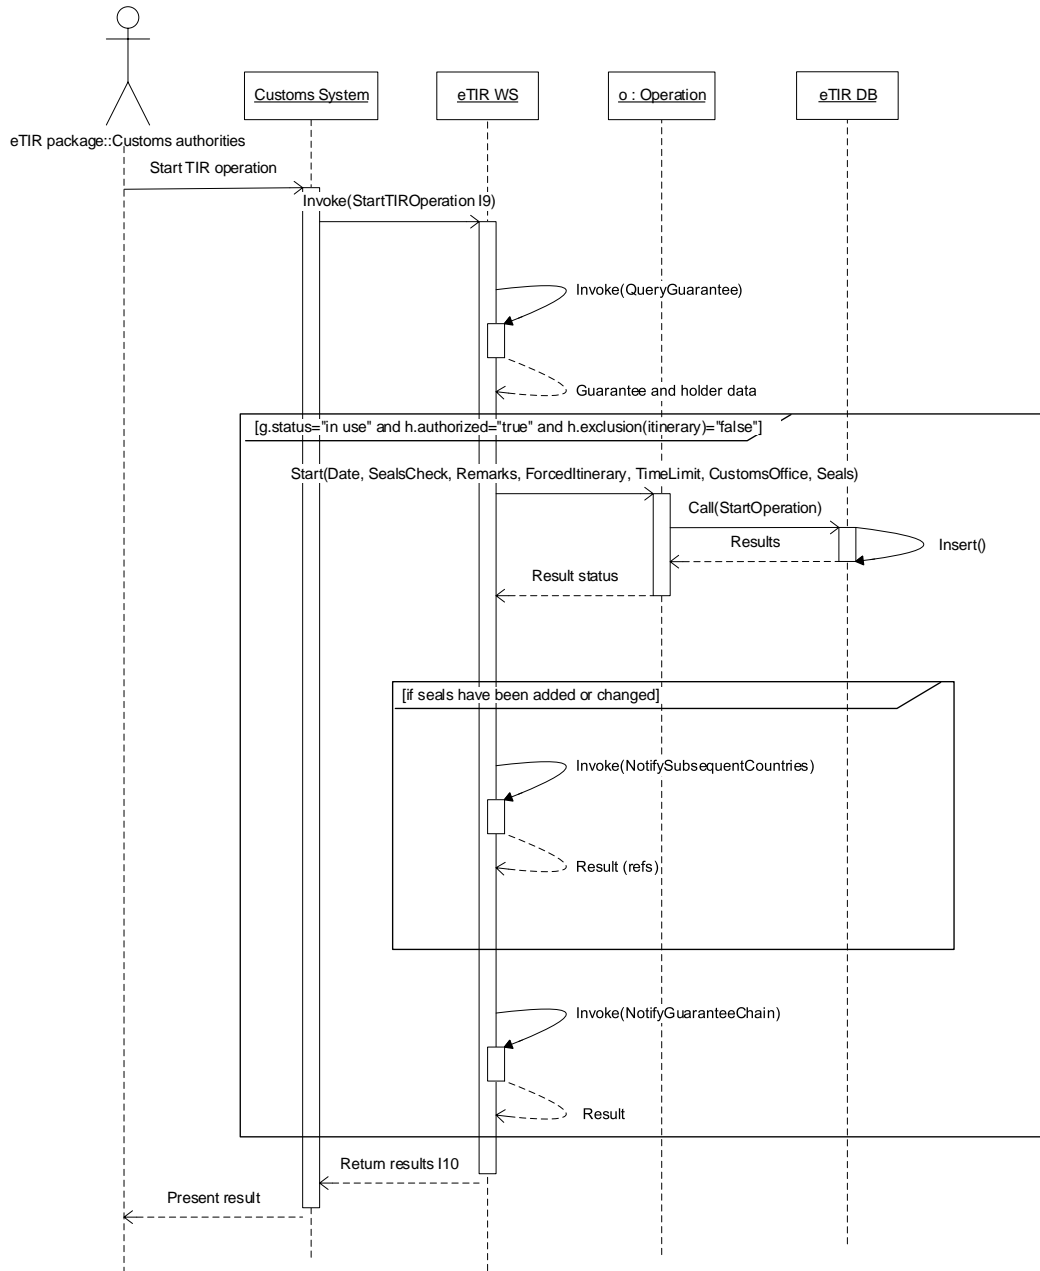 Customs System
eTIR WS
o : Operation
eTIR DB
eTIR package::Customs authorities
Start TIR operation
Invoke(StartTIROperation I9)
Invoke(QueryGuarantee)
Guarantee and holder data
[g.status="in use" and h.authorized="true" and h.exclusion(itinerary)="false"]
Start(Date, SealsCheck, Remarks, ForcedItinerary, TimeLimit, CustomsOffice, Seals)
Call(StartOperation)
Results
Insert()
Result status
[if seals have been added or changed]
Invoke(NotifySubsequentCountries)
Result (refs)
Invoke(NotifyGuaranteeChain)
Result
Return results I10
Present result